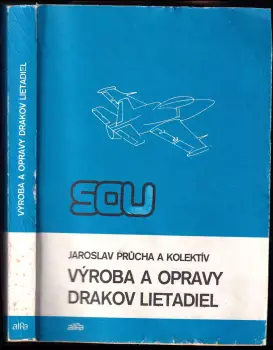 VÝROBA A OPRAVY DRAKOV LIETADIEL
alfa
SOU
JAROSLAV PRŮCHA A KOLEKTÍV
VÝROBA A OPRAVY
DRAKOV LIETADIEL
alfa